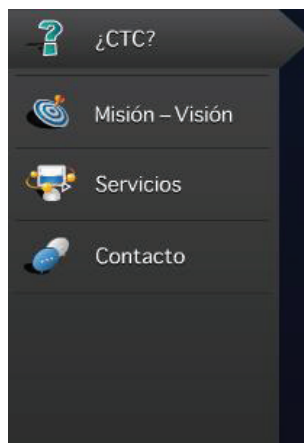 ¿CTC?
Misión – Visión
Servicios
Contacto